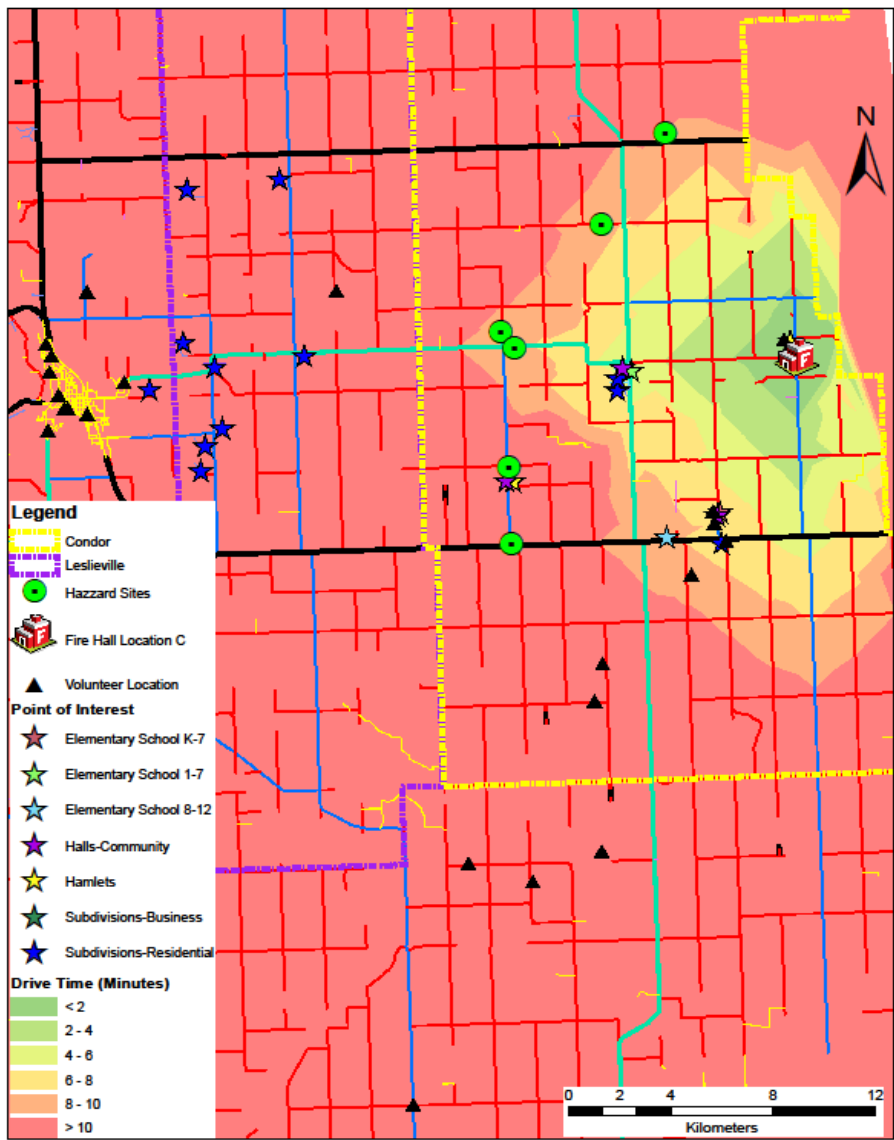 N
Legend
Condor
Leslieville
Hazzard Sites
F
Fire Hall Location C
Volunteer Location
Point of Interest
Elementary School K-7
Elementary School 1-7
Elementary School 8-12
Halls-Community
Hamlets
Subdivisions-Business
Subdivisions-Residential
Drive Time (Minutes)
< 2
2 - 4
4 - 6
6 - 8
8 - 10
> 10
0 2 4 8 12
Kilometers